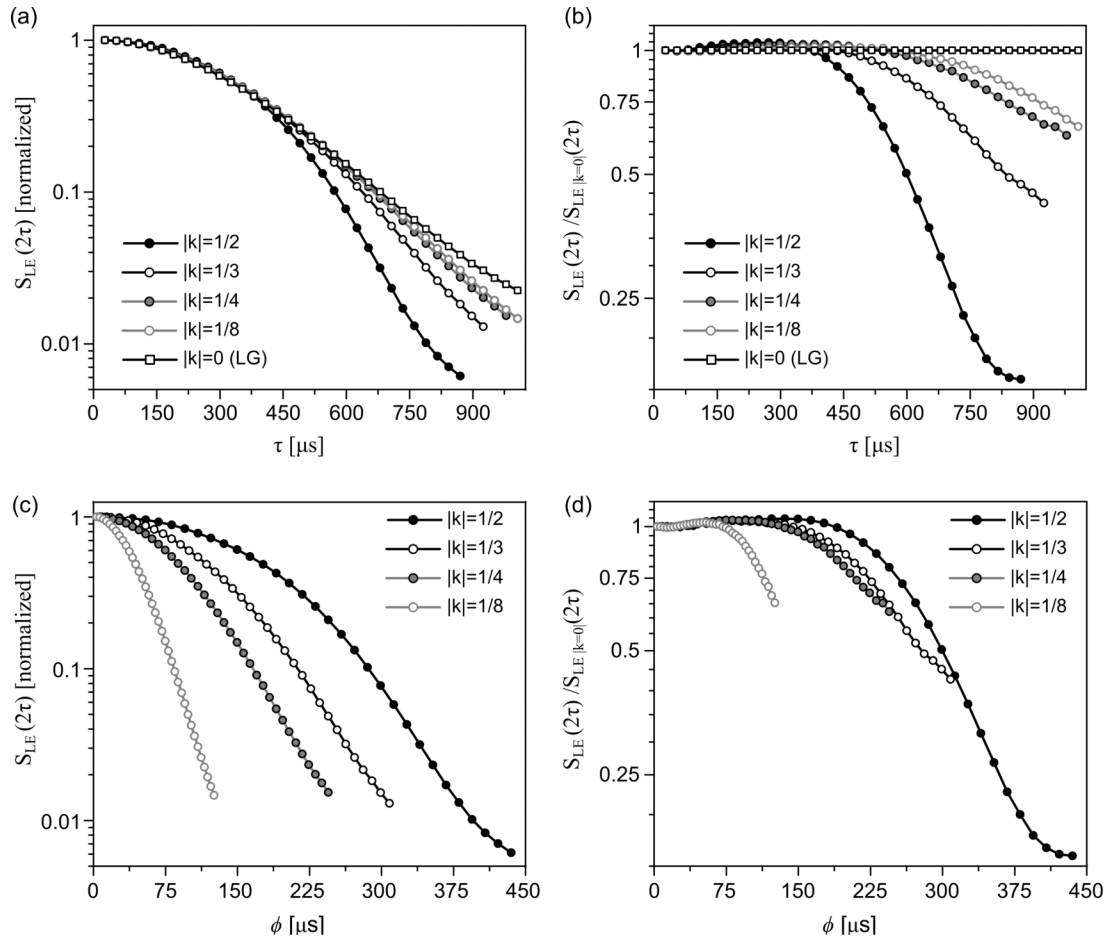 (a)
S_LE (2τ) [normalized]
1
0.1
0.01
|k|=1/2
|k|=1/3
|k|=1/4
|k|=1/8
|k|=0 (LG)
0 150 300 450 600 750 900
τ [μs]
(b)
S_LE (2τ) /S_LE |k=0| (2τ)
1
0.75
0.5
0.25
|k|=1/2
|k|=1/3
|k|=1/4
|k|=1/8
|k|=0 (LG)
0 150 300 450 600 750 900
τ [μs]
(c)
S_LE (2τ) [normalized]
1
0.1
0.01
|k|=1/2
|k|=1/3
|k|=1/4
|k|=1/8
0 75 150 225 300 375 450
ϕ [μs]
(d)
S_LE (2τ) /S_LE |k=0| (2τ)
1
0.75
0.5
0.25
|k|=1/2
|k|=1/3
|k|=1/4
|k|=1/8
0 75 150 225 300 375 450
ϕ [μs]